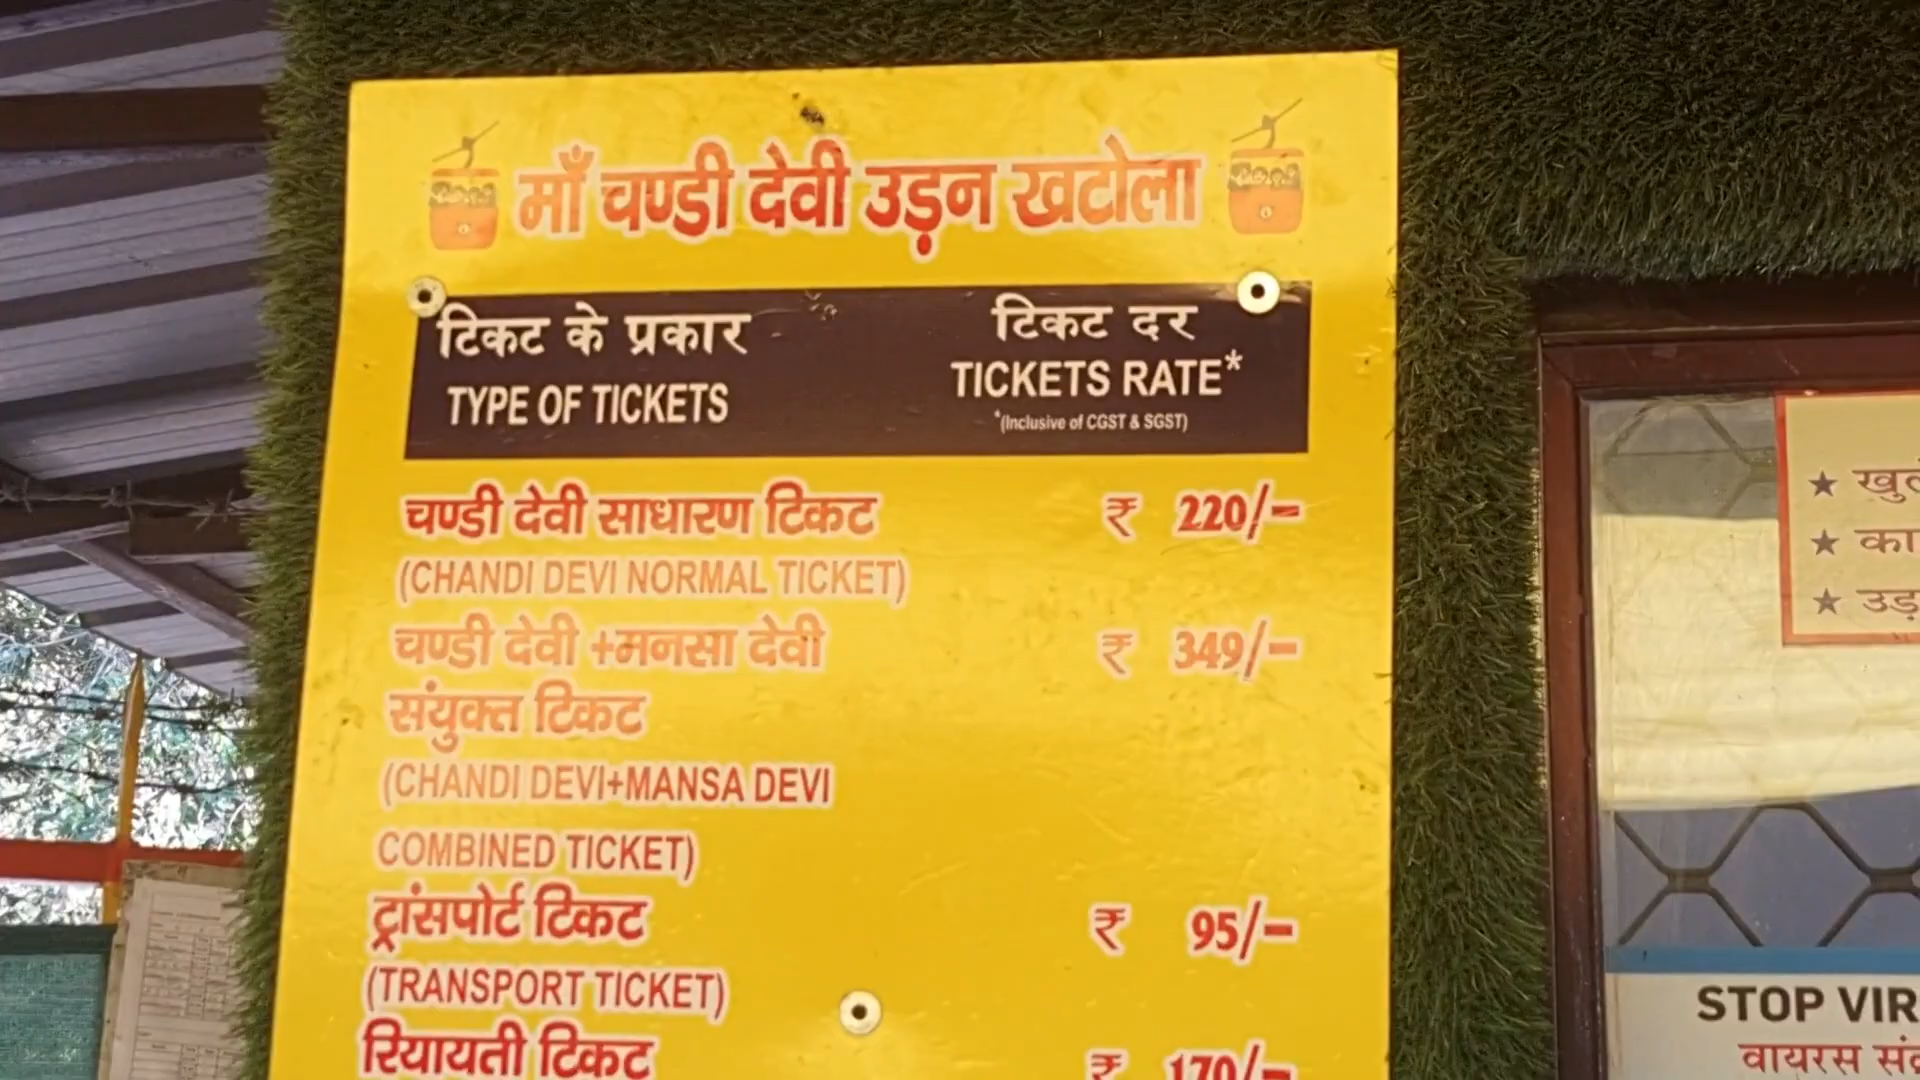 माँ चण्डी देवी उड़न खटोला
टिकट के प्रकार
TYPE OF TICKETS
टिकट दर
TICKETS RATE*
*(Inclusive of CGST & SGST)
चण्डी देवी साधारण टिकट ₹ 220/-
(CHANDI DEVI NORMAL TICKET)
चण्डी देवी +मनसा देवी ₹ 349/-
संयुक्त टिकट
(CHANDI DEVI+MANSA DEVI
COMBINED TICKET)
ट्रांसपोर्ट टिकट ₹ 95/-
(TRANSPORT TICKET)
रियायती टिकट ₹ 170/-
STOP VIR
वायरस